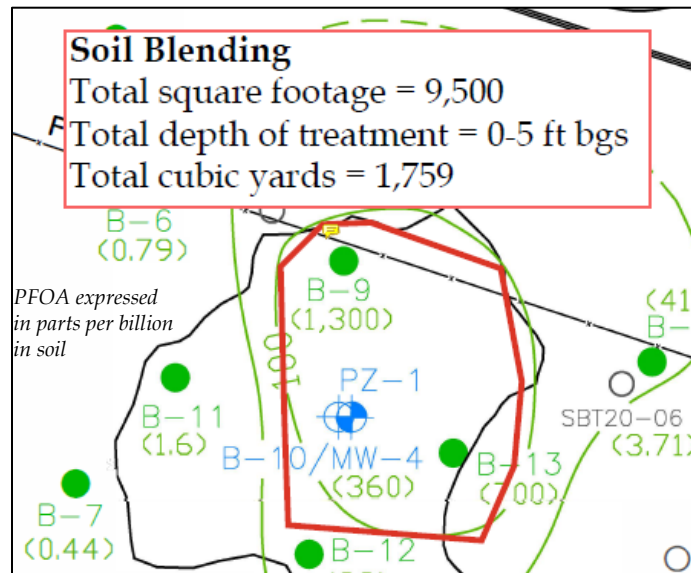 Soil Blending
Total square footage = 9,500
Total depth of treatment = 0-5 ft bgs
Total cubic yards = 1,759
B-6
(0.79)
PFOA expressed
in parts per billion
in soil
B-9
(1,300)
100
PZ-1
(41
B-
SBT20-06
(3.71)
B-11
(1.6)
B-10/MW-4
(360)
B-13
(700)
B-7
(0.44)
B-12